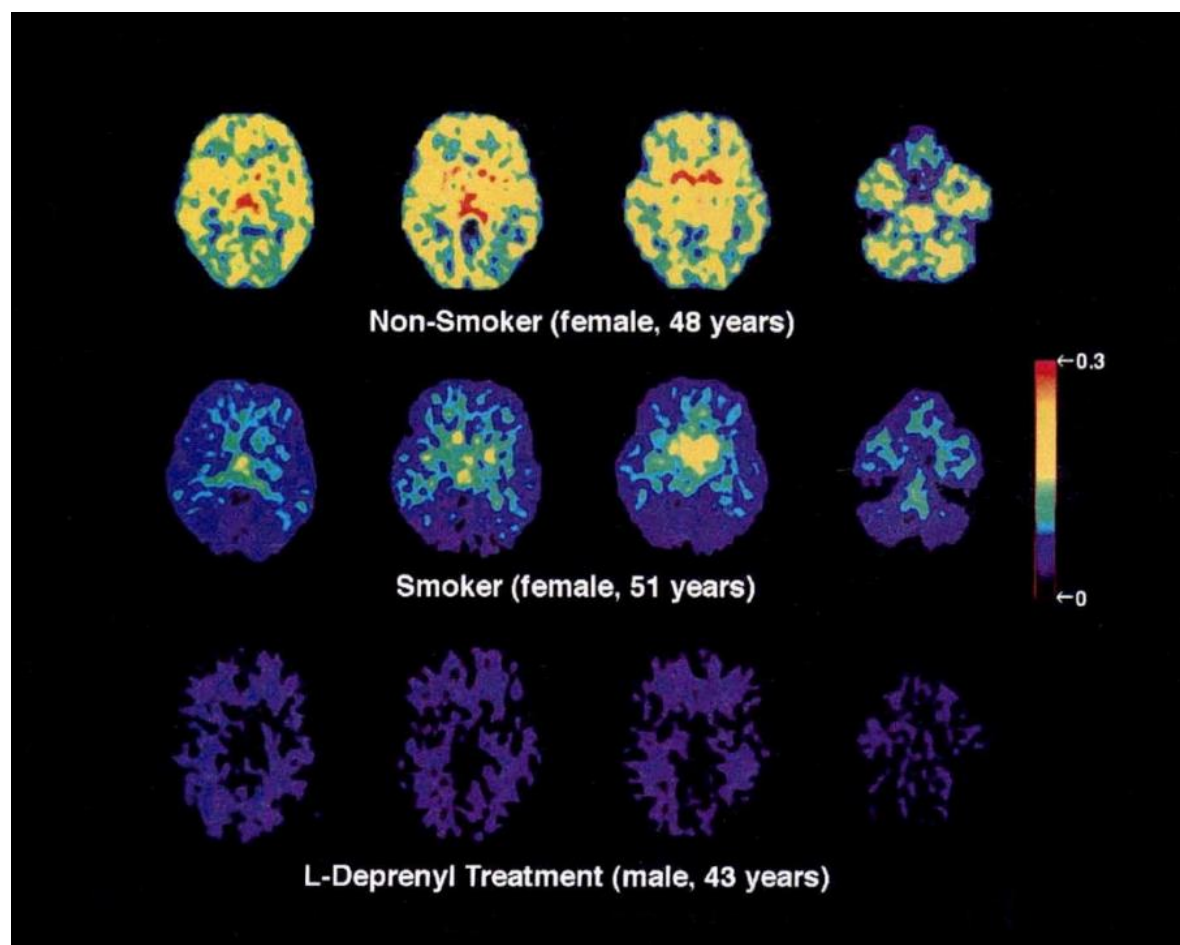 Non-Smoker (female, 48 years)
←0.3
←0
Smoker (female, 51 years)
L-Deprenyl Treatment (male, 43 years)